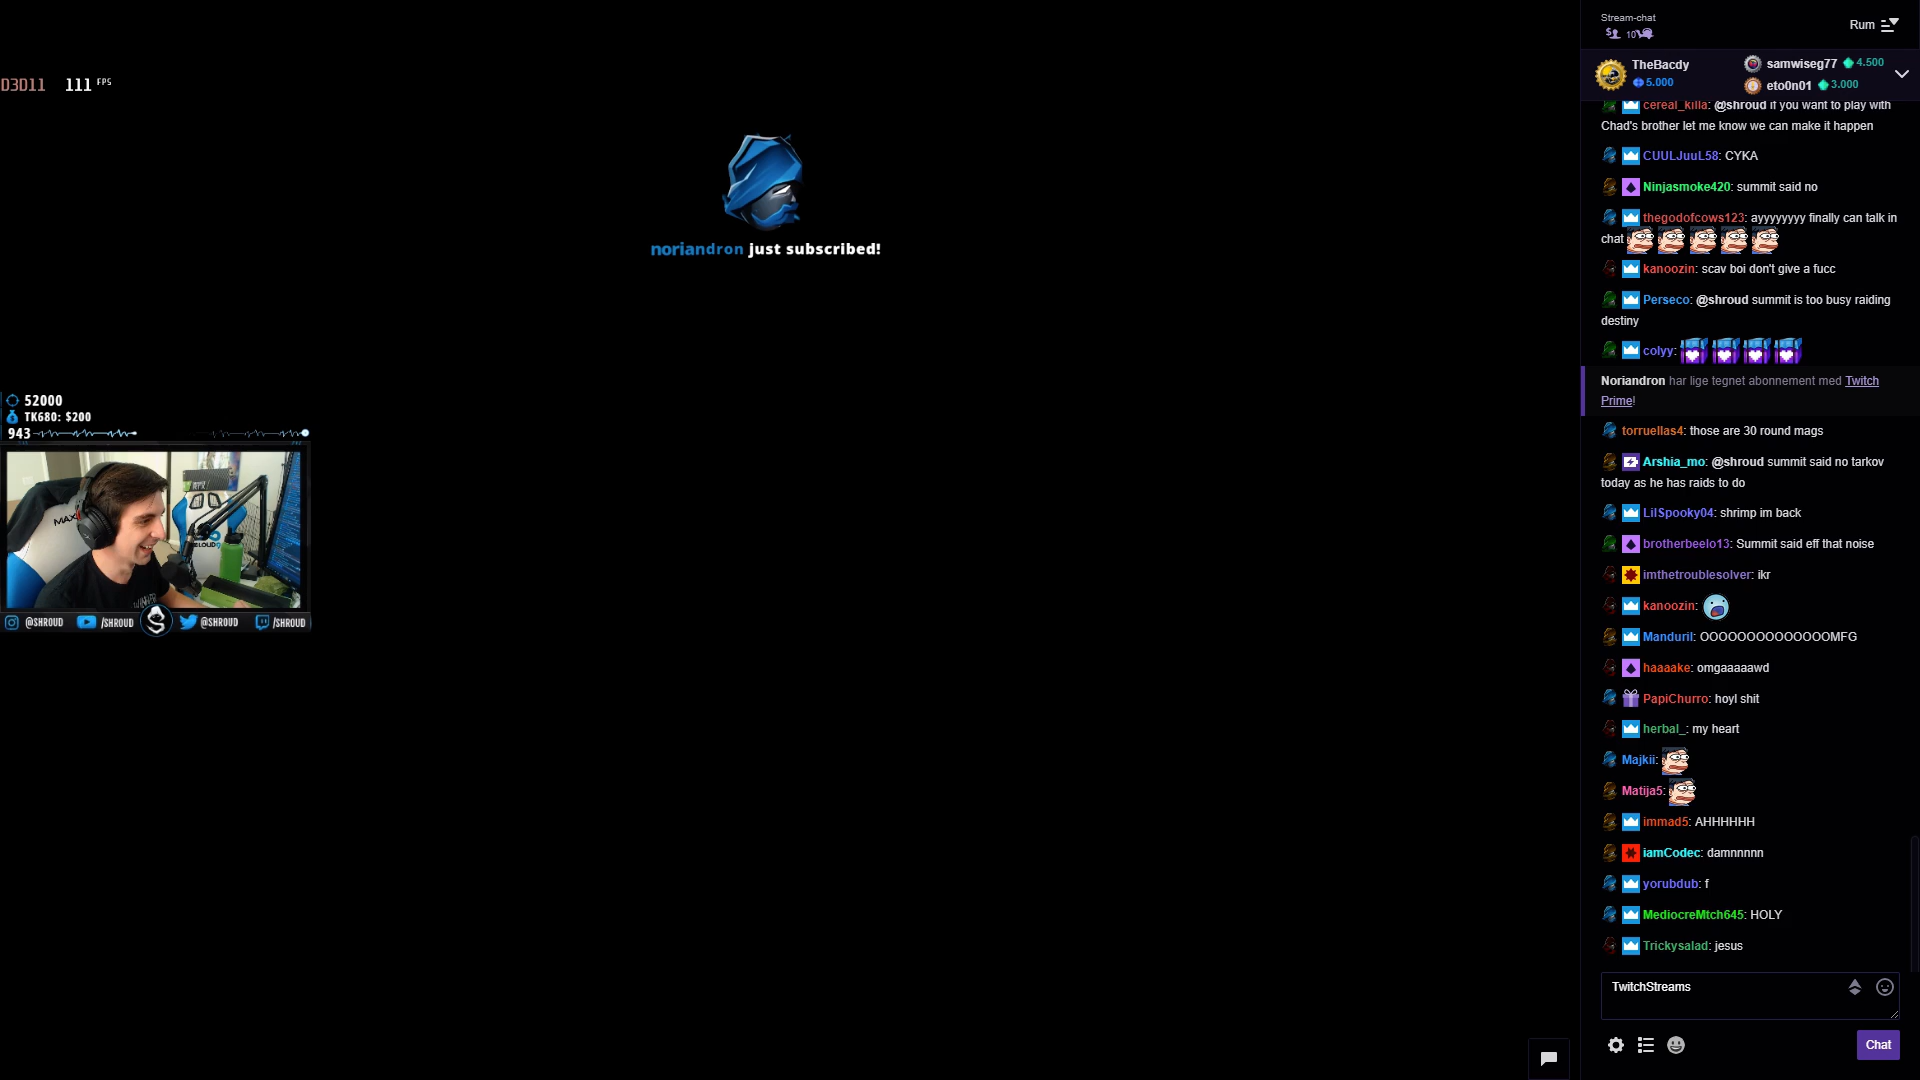 D3D11 111 FPS
noriandron just subscribed!
52000
TK680: $200
943
MAX
@SHROUD /SHROUD @SHROUD /SHROUD
Stream-chat
Rum
TheBacdy
5.000
samwiseg77 4.500
eto0n01 3.000
cereal_killa: @shroud if you want to play with
Chad's brother let me know we can make it happen
CUULJuuL58: CYKA
Ninjasmoke420: summit said no
thegodofcows123: ayyyyyyyy finally can talk in
chat
kanoozin: scav boi don't give a fucc
Perseco: @shroud summit is too busy raiding
destiny
colyy:
Noriandron har lige tegnet abonnement med Twitch
Prime!
torruellas4: those are 30 round mags
Arshia_mo: @shroud summit said no tarkov
today as he has raids to do
LilSpooky04: shrimp im back
brotherbeelo13: Summit said eff that noise
imthetroublesolver: ikr
kanoozin:
Manduril: OOOOOOOOOOOOOOOMFG
haaaake: omgaaaaawd
PapiChurro: hoyl shit
herbal_: my heart
Majkii:
Matija5:
immad5: AHHHHHH
iamCodec: damnnnnn
yorubdub: f
MediocreMtch645: HOLY
Trickysalad: jesus
TwitchStreams
Chat